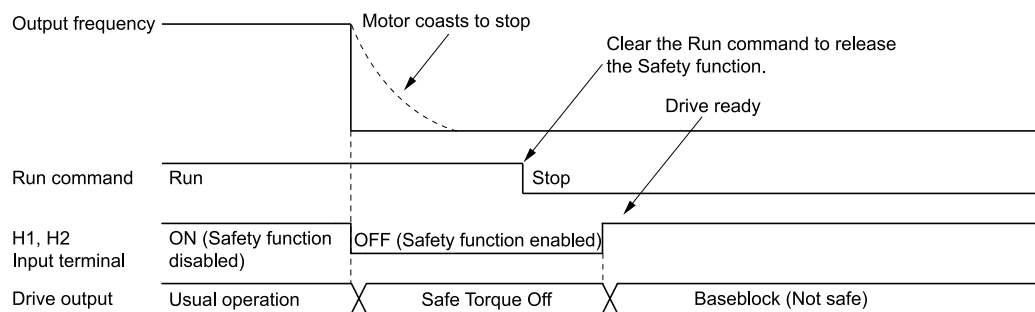 Output frequency
Motor coasts to stop
Clear the Run command to release
the Safety function.
Drive ready
Run command
Run
Stop
H1, H2
Input terminal
ON (Safety function
disabled)
OFF (Safety function enabled)
Drive output
Usual operation
Safe Torque Off
Baseblock (Not safe)